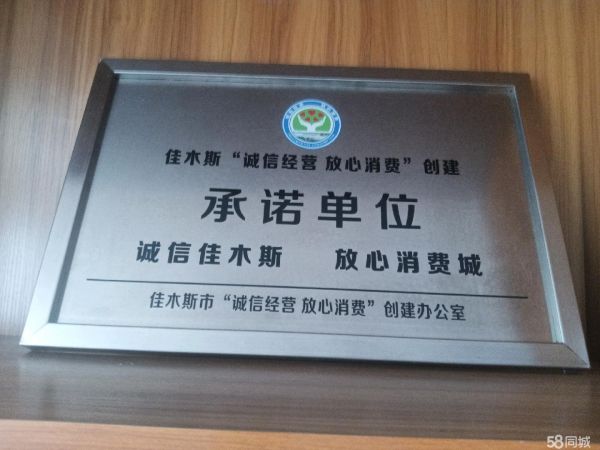 佳木斯“诚信经营 放心消费”创建
承诺单位
诚信佳木斯 放心消费城
佳木斯市“诚信经营 放心消费”创建办公室
58同城